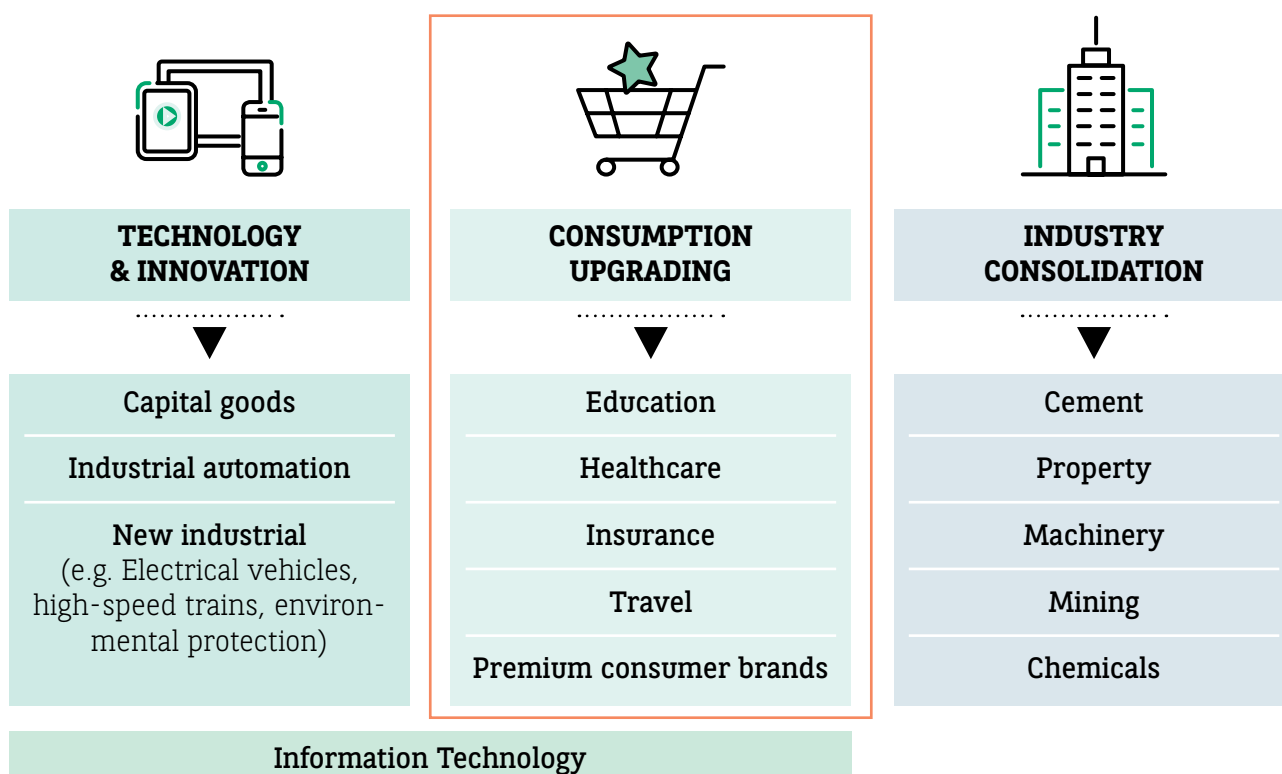 TECHNOLOGY
& INNOVATION
Capital goods
Industrial automation
New industrial
(e.g. Electrical vehicles,
high-speed trains, environ-
mental protection)
CONSUMPTION
UPGRADING
Education
Healthcare
Insurance
Travel
Premium consumer brands
INDUSTRY
CONSOLIDATION
Cement
Property
Machinery
Mining
Chemicals
Information Technology